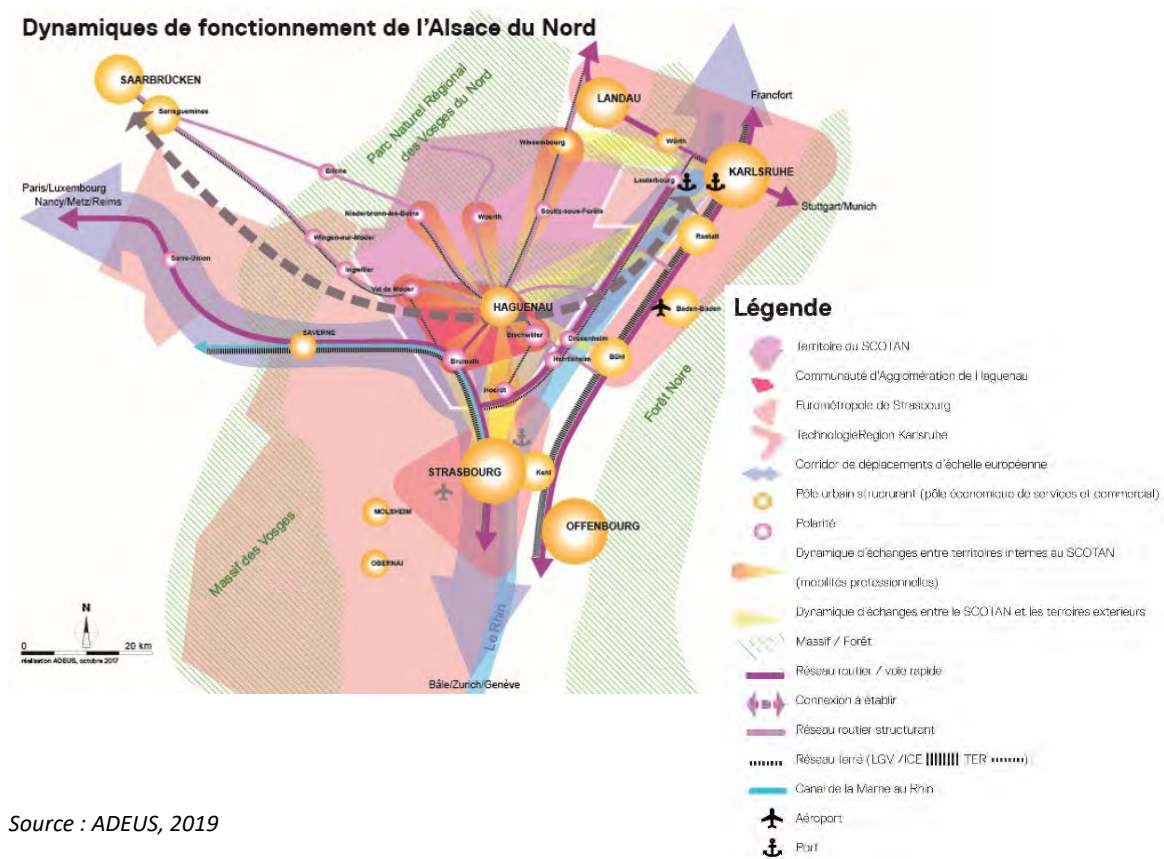 Dynamiques de fonctionnement de l'Alsace du Nord
SAARBRÜCKEN
Sarreguemines
LANDAU
Francfort
Parc Naturel Régional
des Vosges du Nord
Wissembourg
Wörth
Bitche
Lauterbourg
KARLSRUHE
Paris/Luxembourg
Nancy/Metz/Reims
Stuttgart/Munich
Niederbronn-les-Bains
Woerth
Soultz-sous-Forêts
Wingen-sur-Moder
Rastatt
Sarre-Union
Ingwiller
Val de Moder
HAGUENAU
Baden-Baden
SAVERNE
Bischwiller
Drusenheim
Herrlisheim
Brumath
Bühl
Hoerdt
Forêt Noire
STRASBOURG
Kehl
MOLSHEIM
OFFENBOURG
OBERNAI
Massif des Vosges
Le Rhin
N
0 20 km
réalisation ADEUS, octobre 2017
Bâle/Zurich/Genève
Légende
Territoire du SCOTAN
Communauté d'Agglomération de Haguenau
Eurométropole de Strasbourg
TechnologieRegion Karlsruhe
Corridor de déplacements d'échelle européenne
Pôle urbain structurant (pôle économique de services et commercial)
Polarité
Dynamique d'échanges entre territoires internes au SCOTAN
(mobilités professionnelles)
Dynamique d'échanges entre le SCOTAN et les terroires exterieurs
Massif / Forêt
Réseau routier / voie rapide
Connexion à établir
Réseau routier structurant
Réseau ferré (LGV /ICE TER )
Canal de la Marne au Rhin
Aéroport
Port
Source : ADEUS, 2019